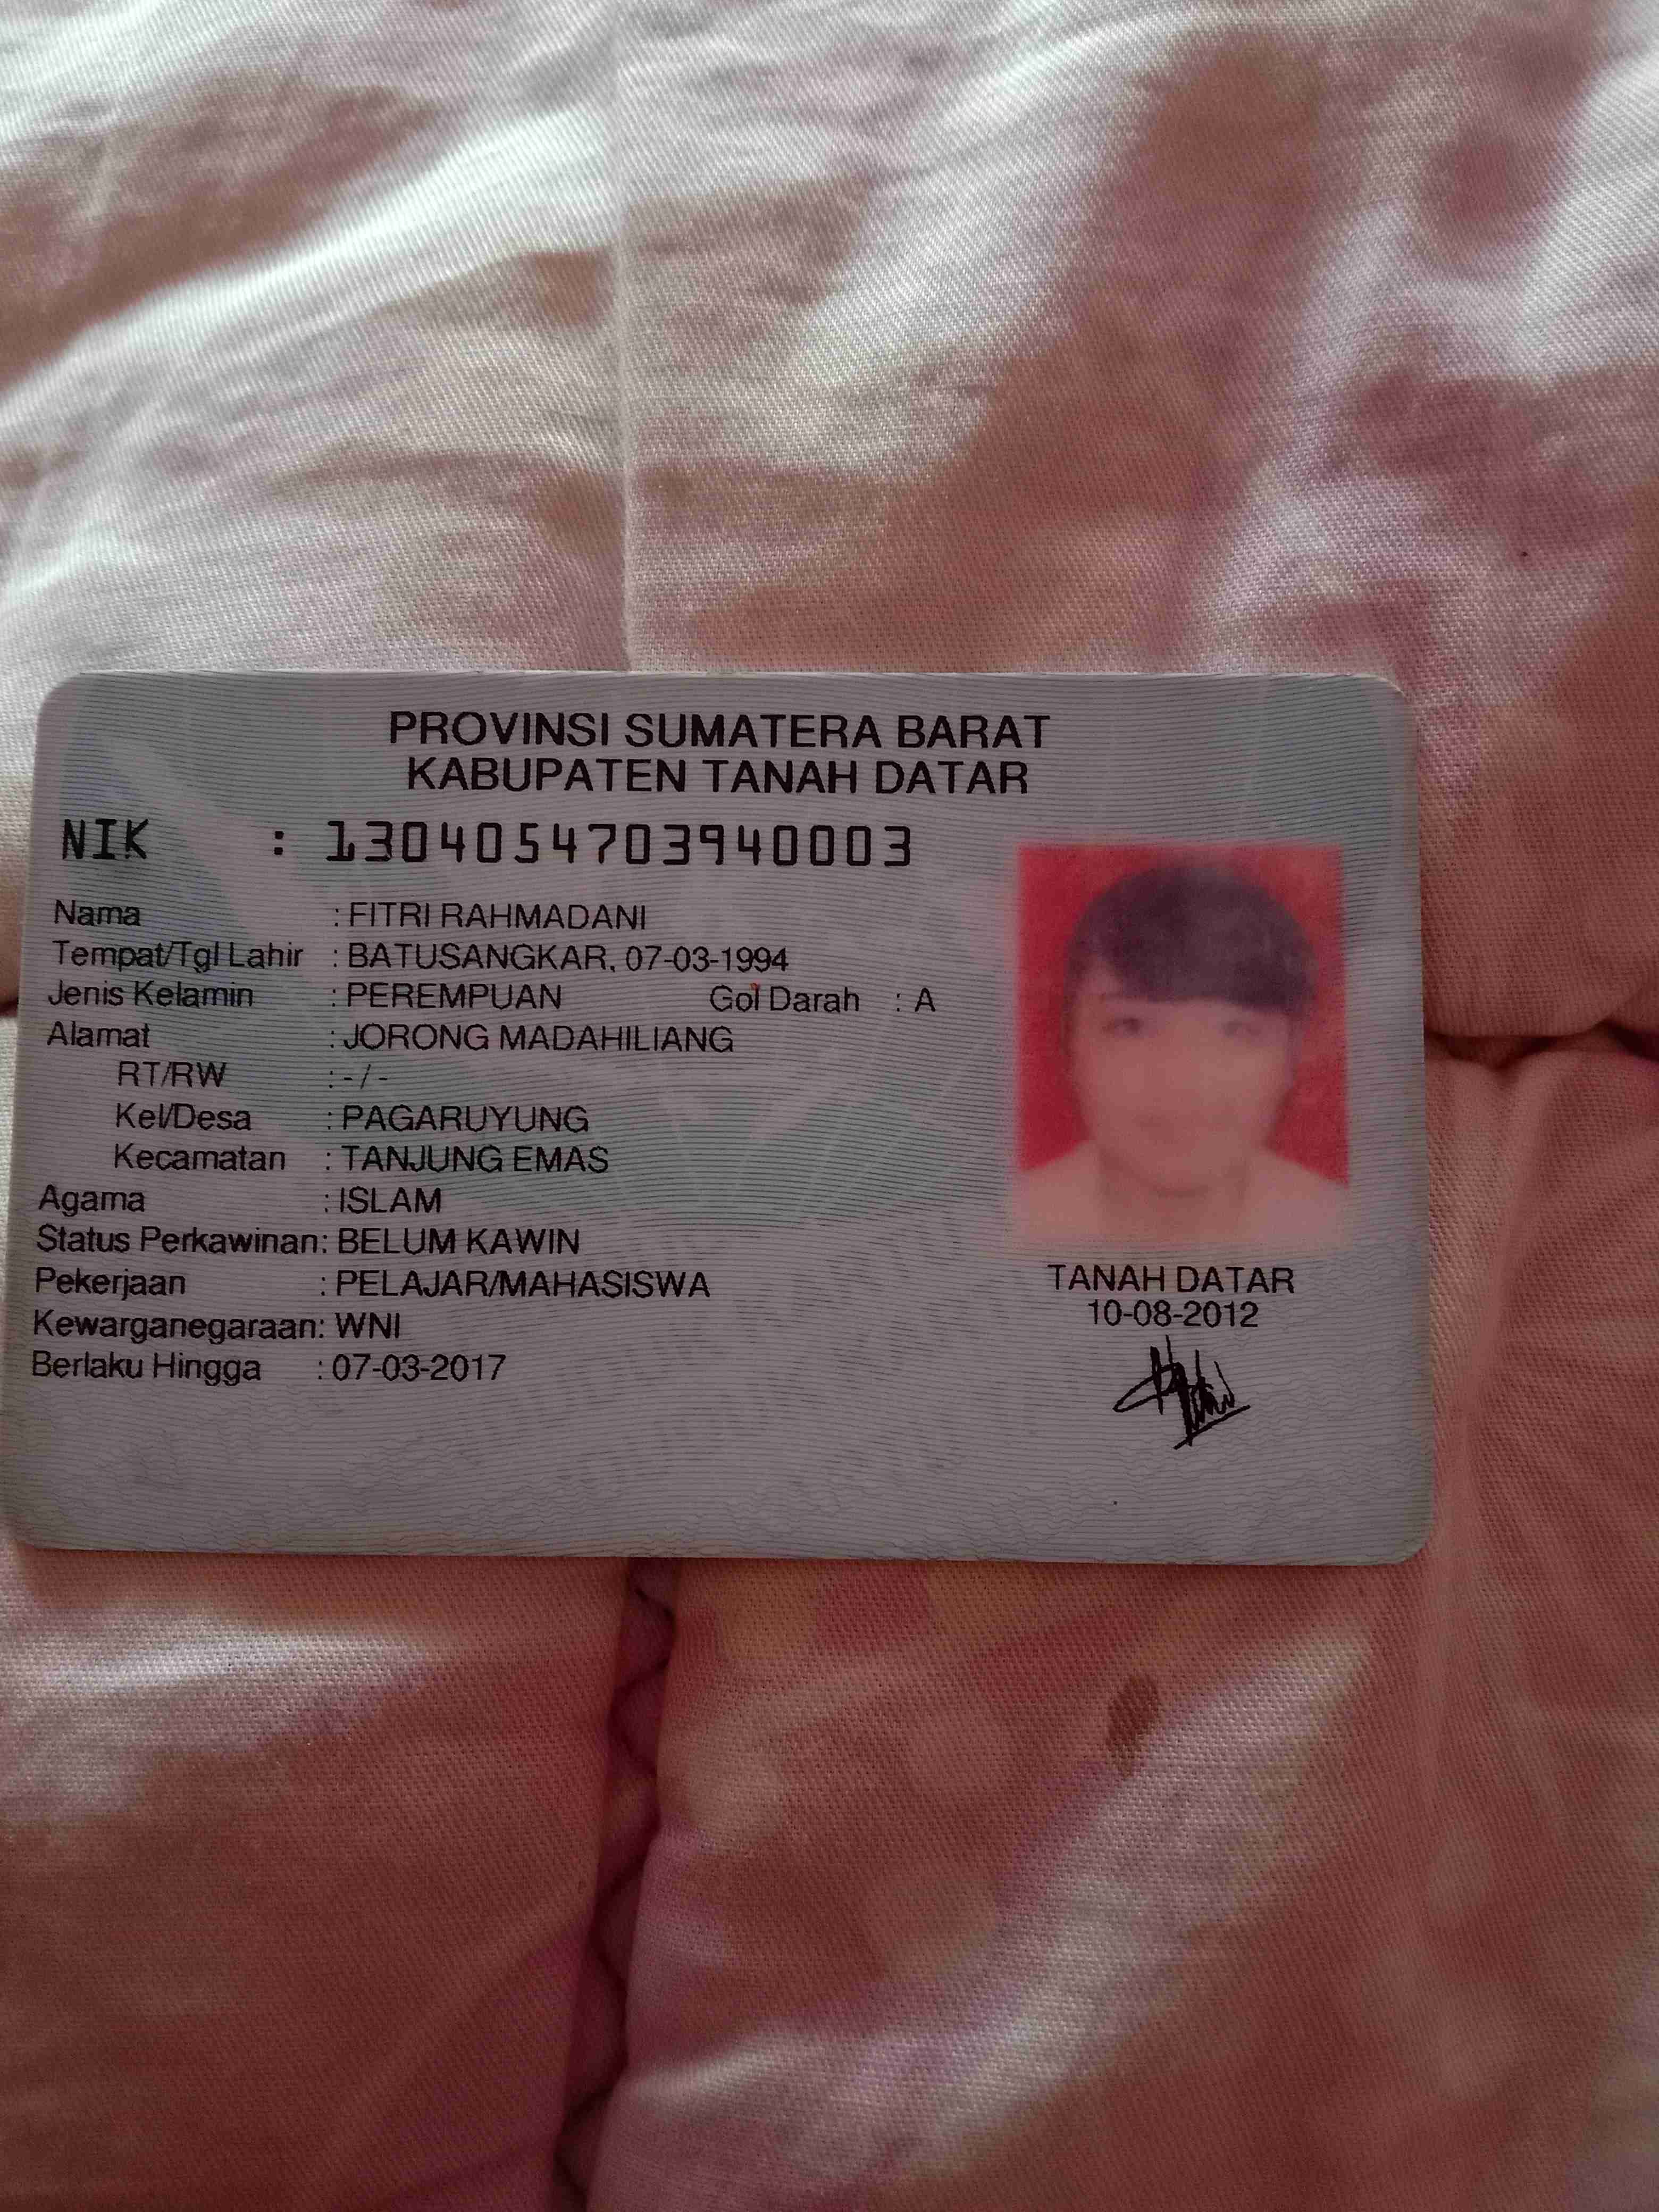 PROVINSI SUMATERA BARAT
KABUPATEN TANAH DATAR
NIK : 1304054703940003
Nama : FITRI RAHMADANI
Tempat/Tgl Lahir : BATUSANGKAR, 07-03-1994
Jenis Kelamin : PEREMPUAN Gol Darah : A
Alamat : JORONG MADAHILIANG
RT/RW : - / -
Kel/Desa : PAGARUYUNG
Kecamatan : TANJUNG EMAS
Agama : ISLAM
Status Perkawinan: BELUM KAWIN
Pekerjaan : PELAJAR/MAHASISWA
Kewarganegaraan: WNI
Berlaku Hingga : 07-03-2017
TANAH DATAR
10-08-2012